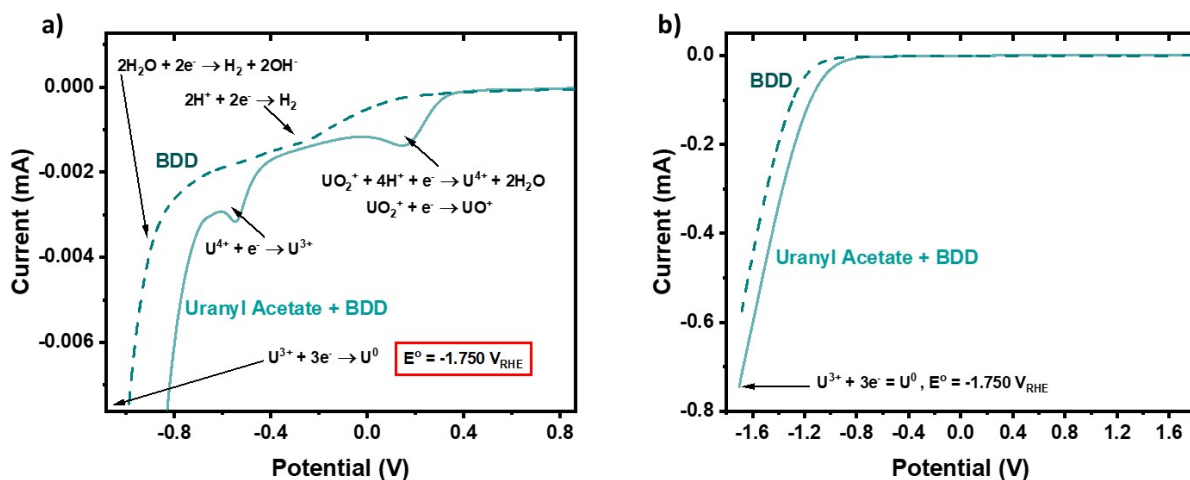 a)
0.000
-0.002
-0.004
-0.006
Current (mA)
2H₂O + 2e⁻ → H₂ + 2OH⁻
2H⁺ + 2e⁻ → H₂
BDD
UO₂⁺ + 4H⁺ + e⁻ → U⁴⁺ + 2H₂O
UO₂⁺ + e⁻ → UO⁺
U⁴⁺ + e⁻ → U³⁺
Uranyl Acetate + BDD
U³⁺ + 3e⁻ → U⁰
E° = -1.750 V_RHE
-0.8 -0.4 0.0 0.4 0.8
Potential (V)
b)
0.0
-0.2
-0.4
-0.6
-0.8
Current (mA)
BDD
Uranyl Acetate + BDD
U³⁺ + 3e⁻ = U⁰ , E° = -1.750 V_RHE
-1.6 -1.2 -0.8 -0.4 0.0 0.4 0.8 1.2 1.6
Potential (V)